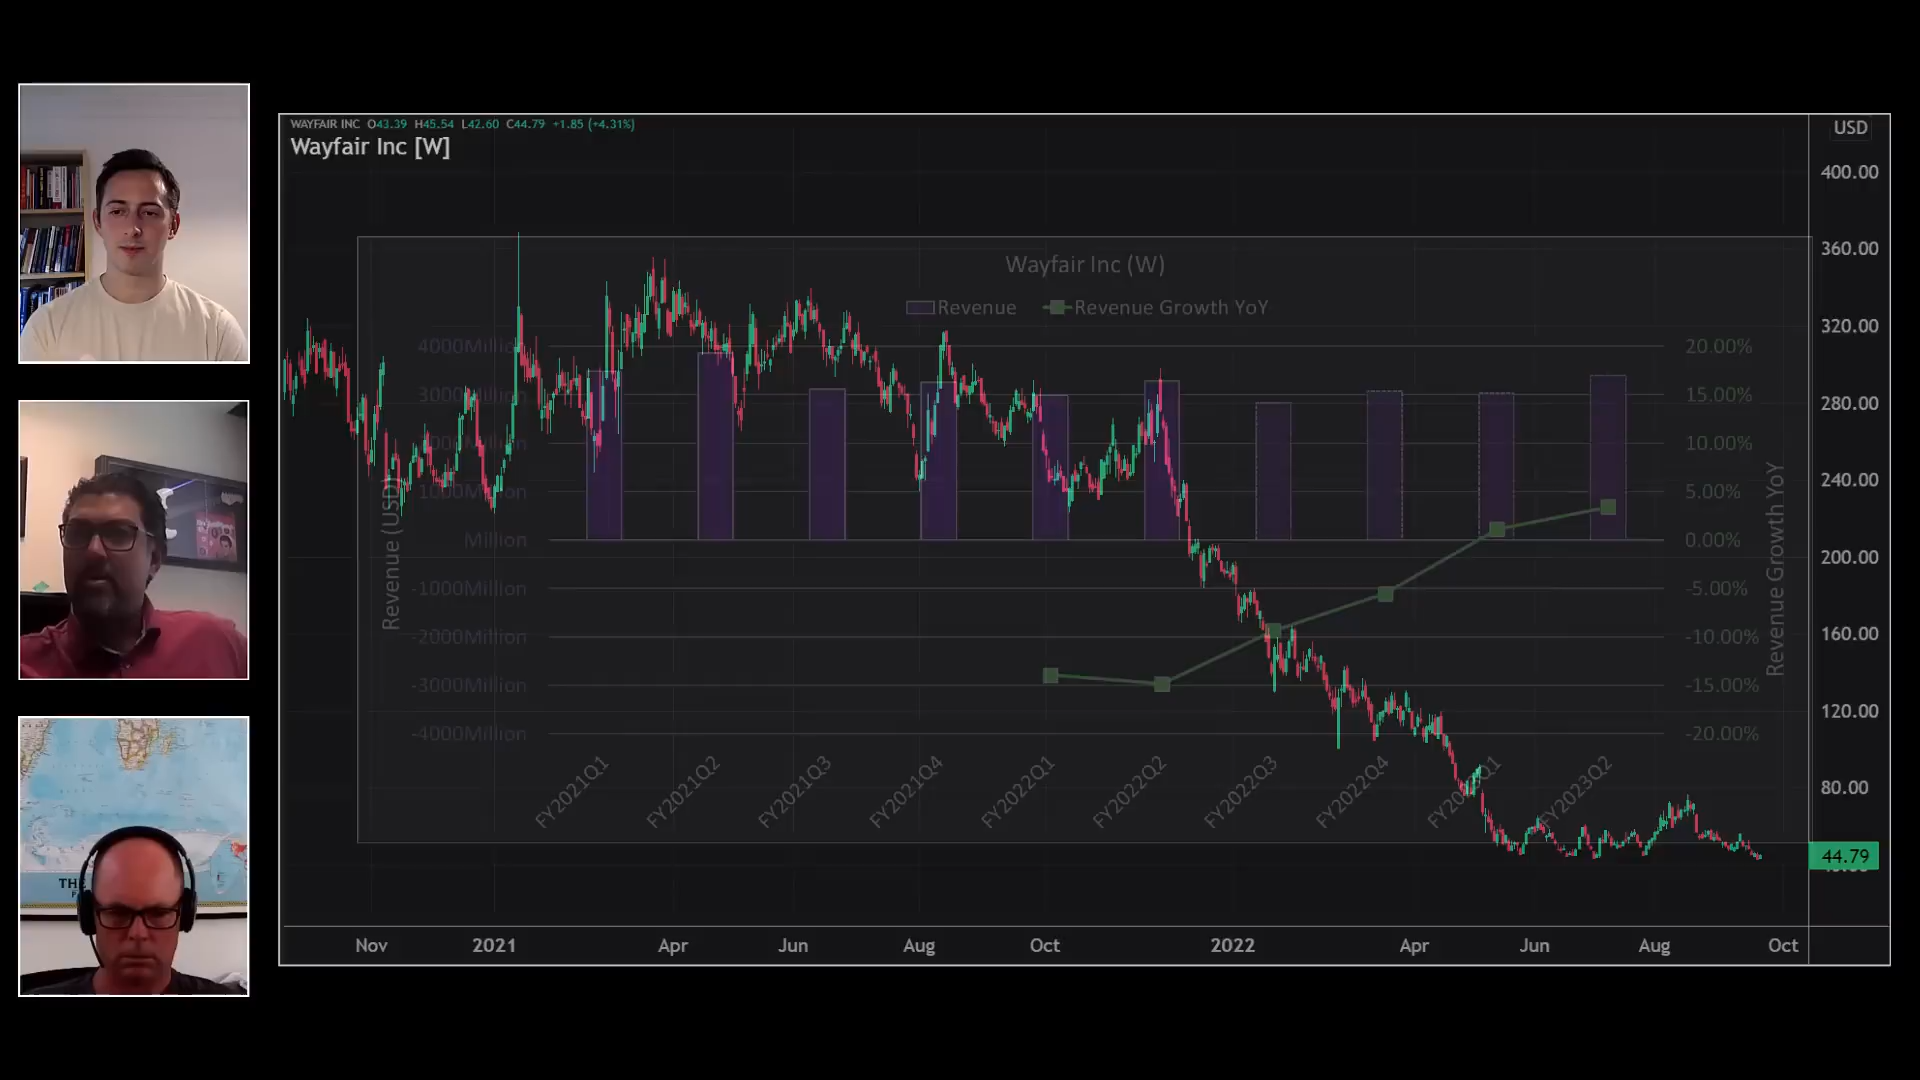 WAYFAIR INC O43.39 H45.54 L42.60 C44.79 +1.85 (+4.31%)
Wayfair Inc [W]
USD
400.00
360.00
320.00
280.00
240.00
200.00
160.00
120.00
80.00
44.79
Wayfair Inc (W)
Revenue
Revenue Growth YoY
4000Million
1000Million
Million
-1000Million
-2000Million
-3000Million
-4000Million
Revenue (USD)
20.00%
15.00%
10.00%
5.00%
0.00%
-5.00%
-10.00%
-15.00%
-20.00%
Revenue Growth YoY
FY2021Q1
FY2021Q2
FY2021Q3
FY2021Q4
FY2022Q1
FY2022Q2
FY2022Q3
FY2022Q4
FY2023Q2
Nov
2021
Apr
Jun
Aug
Oct
2022
Apr
Jun
Aug
Oct
THE